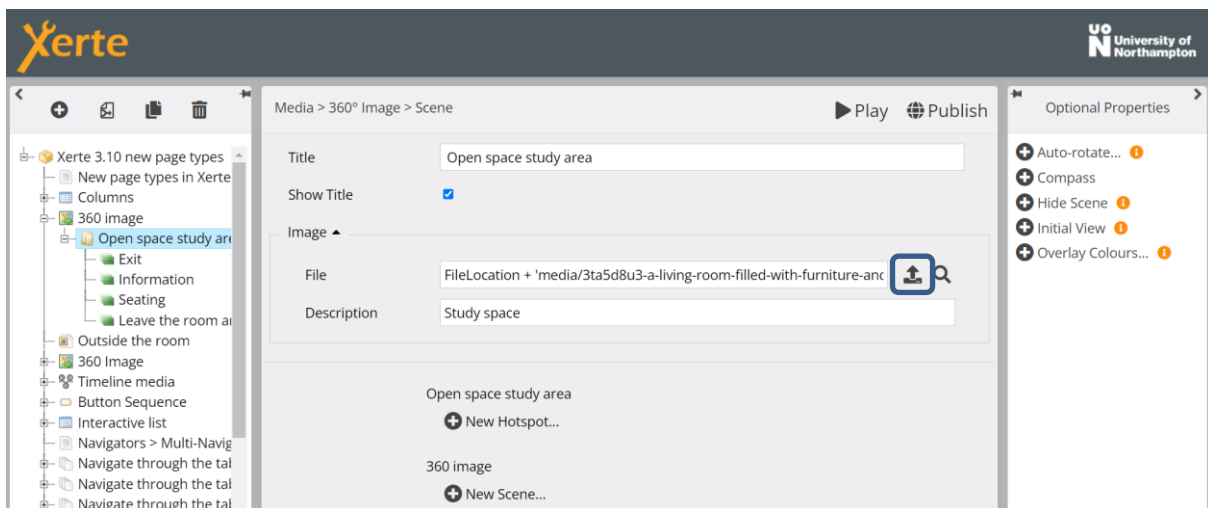 Xerte
UON University of
Northampton
Media > 360° Image > Scene
Play
Publish
Optional Properties
Xerte 3.10 new page types
New page types in Xerte
Columns
360 image
Open space study are
Exit
Information
Seating
Leave the room a
Outside the room
360 Image
Timeline media
Button Sequence
Interactive list
Navigators > Multi-Navig
Navigate through the tal
Navigate through the tal
Navigate through the tal
Title
Open space study area
Show Title
Image
File
FileLocation + 'media/3ta5d8u3-a-living-room-filled-with-furniture-and
Description
Study space
Open space study area
New Hotspot...
360 image
New Scene...
Auto-rotate...
Compass
Hide Scene
Initial View
Overlay Colours...